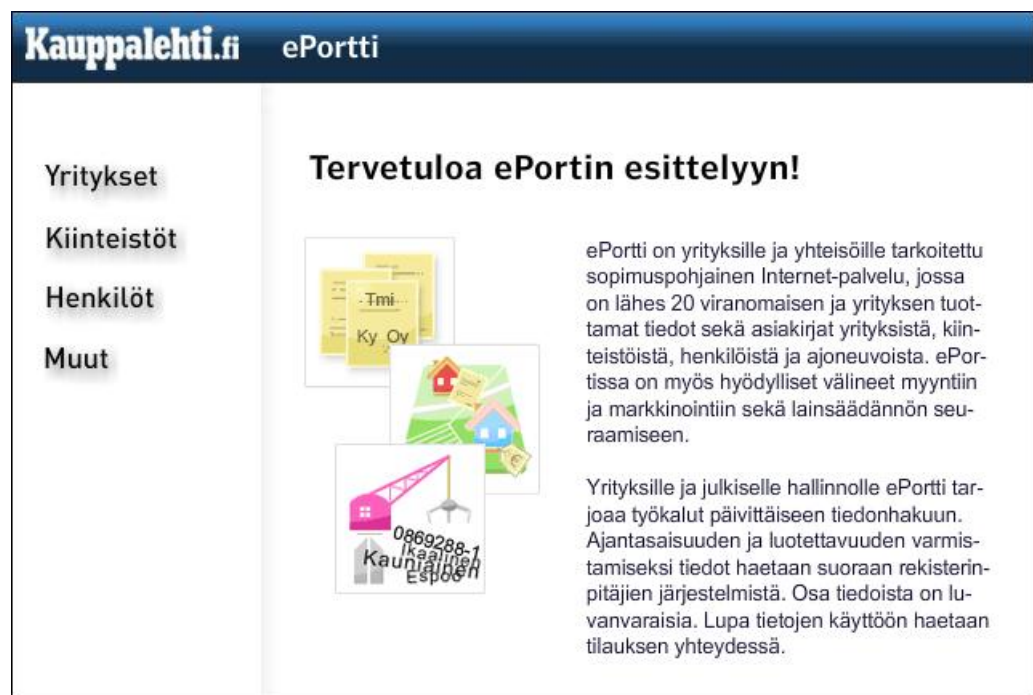 Kauppalehti.fi ePortti
Yritykset
Kiinteistöt
Henkilöt
Muut
Tervetuloa ePortin esittelyyn!
Tmi
Ky Oy
0869288-1
Ikaalinen
Kauniainen
Espoo
ePortti on yrityksille ja yhteisöille tarkoitettu
sopimuspohjainen Internet-palvelu, jossa
on lähes 20 viranomaisen ja yrityksen tuot-
tamat tiedot sekä asiakirjat yrityksistä, kiin-
teistöistä, henkilöistä ja ajoneuvoista. ePor-
tissa on myös hyödylliset välineet myyntiin
ja markkinointiin sekä lainsäädännön seu-
raamiseen.
Yrityksille ja julkiselle hallinnolle ePortti tar-
joaa työkalut päivittäiseen tiedonhakuun.
Ajantasaisuuden ja luotettavuuden varmis-
tamiseksi tiedot haetaan suoraan rekisterin-
pitäjien järjestelmistä. Osa tiedoista on lu-
vanvaraisia. Lupa tietojen käyttöön haetaan
tilauksen yhteydessä.